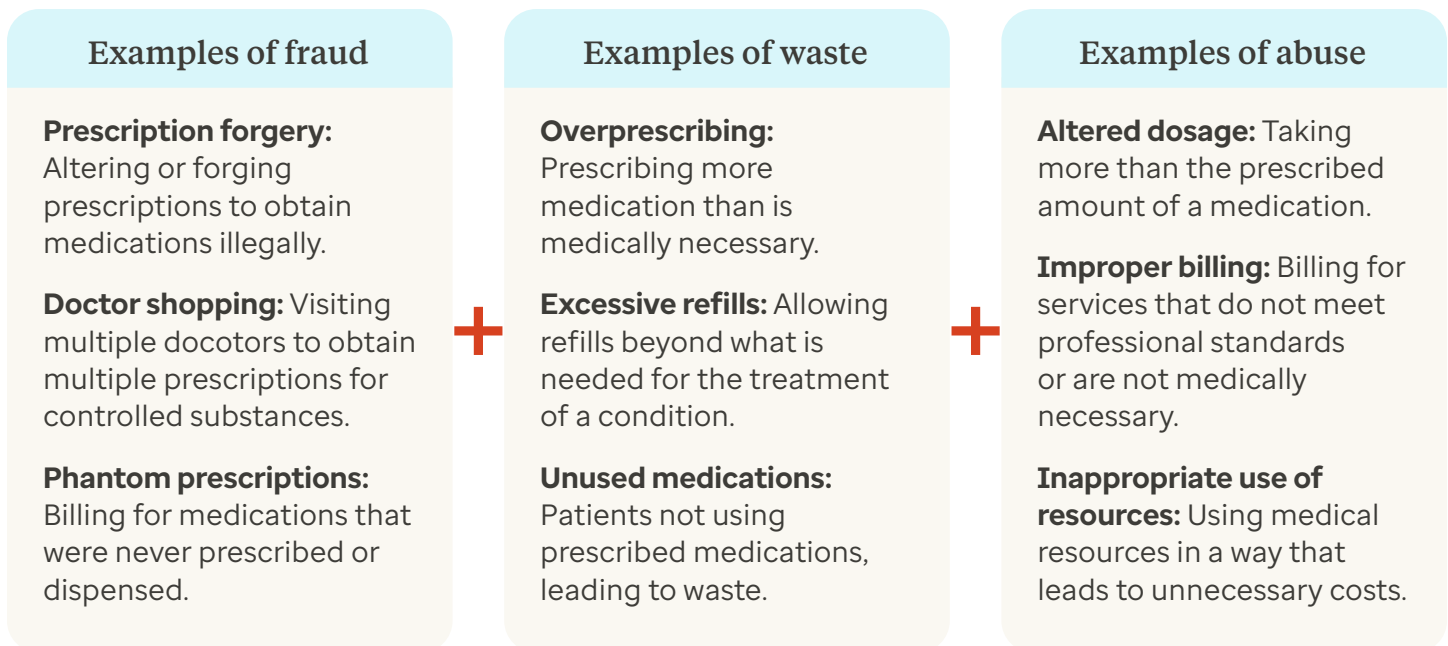 Examples of fraud
Prescription forgery:
Altering or forging
prescriptions to obtain
medications illegally.
Doctor shopping: Visiting
multiple docotors to obtain
multiple prescriptions for
controlled substances.
Phantom prescriptions:
Billing for medications that
were never prescribed or
dispensed.
+
Examples of waste
Overprescribing:
Prescribing more
medication than is
medically necessary.
Excessive refills: Allowing
refills beyond what is
needed for the treatment
of a condition.
Unused medications:
Patients not using
prescribed medications,
leading to waste.
+
Examples of abuse
Altered dosage: Taking
more than the prescribed
amount of a medication.
Improper billing: Billing for
services that do not meet
professional standards
or are not medically
necessary.
Inappropriate use of
resources: Using medical
resources in a way that
leads to unnecessary costs.